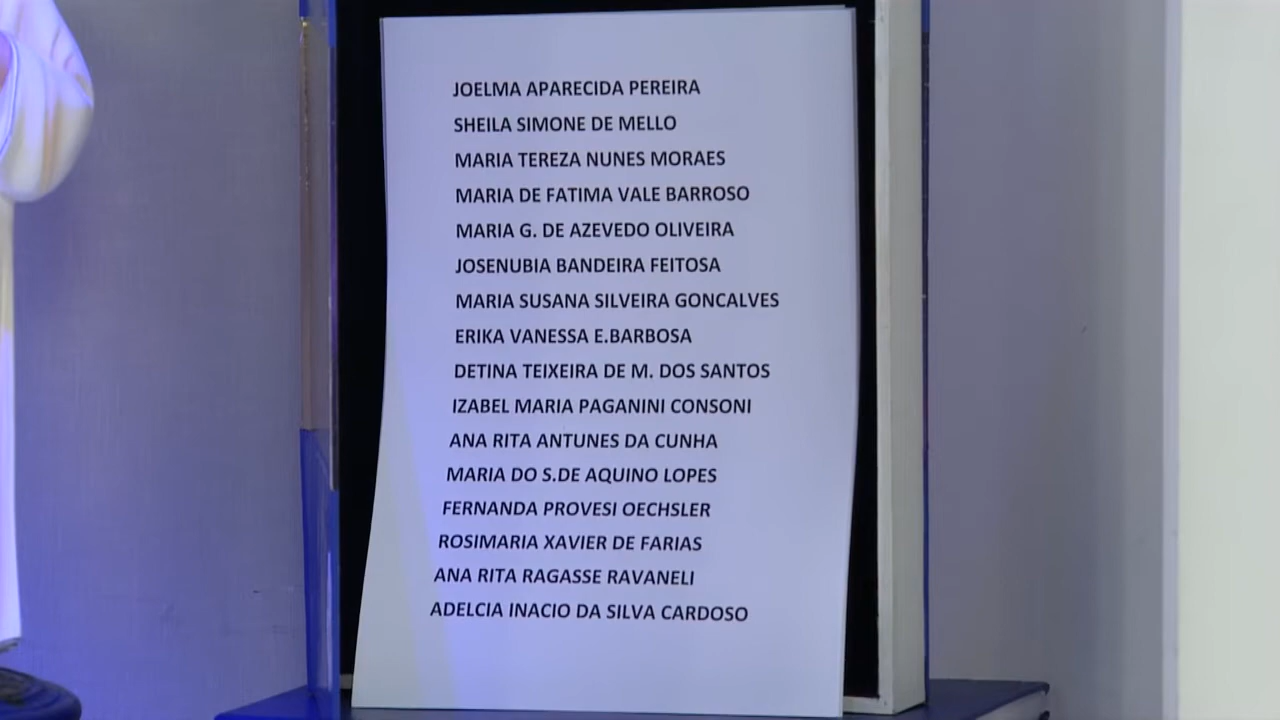 JOELMA APARECIDA PEREIRA
SHEILA SIMONE DE MELLO
MARIA TEREZA NUNES MORAES
MARIA DE FATIMA VALE BARROSO
MARIA G. DE AZEVEDO OLIVEIRA
JOSENUBIA BANDEIRA FEITOSA
MARIA SUSANA SILVEIRA GONCALVES
ERIKA VANESSA E.BARBOSA
DETINA TEIXEIRA DE M. DOS SANTOS
IZABEL MARIA PAGANINI CONSONI
ANA RITA ANTUNES DA CUNHA
MARIA DO S.DE AQUINO LOPES
FERNANDA PROVESI OECHSLER
ROSIMARIA XAVIER DE FARIAS
ANA RITA RAGASSE RAVANELI
ADELCIA INACIO DA SILVA CARDOSO